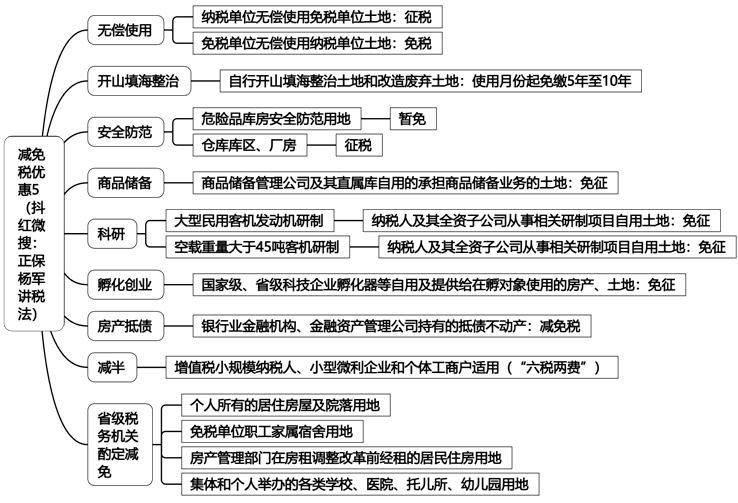 减免
税优
惠5
（抖
红微
搜：
正保
杨军
讲税
法）
无偿使用
纳税单位无偿使用免税单位土地：征税
免税单位无偿使用纳税单位土地：免税
开山填海整治
自行开山填海整治土地和改造废弃土地：使用月份起免缴5年至10年
安全防范
危险品库房安全防范用地
暂免
仓库库区、厂房
征税
商品储备
商品储备管理公司及其直属库自用的承担商品储备业务的土地：免征
科研
大型民用客机发动机研制
纳税人及其全资子公司从事相关研制项目自用土地：免征
空载重量大于45吨客机研制
纳税人及其全资子公司从事相关研制项目自用土地：免征
孵化创业
国家级、省级科技企业孵化器等自用及提供给在孵对象使用的房产、土地：免征
房产抵债
银行业金融机构、金融资产管理公司持有的抵债不动产：减免税
减半
增值税小规模纳税人、小型微利企业和个体工商户适用（“六税两费”）
省级税
务机关
酌定减
免
个人所有的居住房屋及院落用地
免税单位职工家属宿舍用地
房产管理部门在房租调整改革前经租的居民住房用地
集体和个人举办的各类学校、医院、托儿所、幼儿园用地